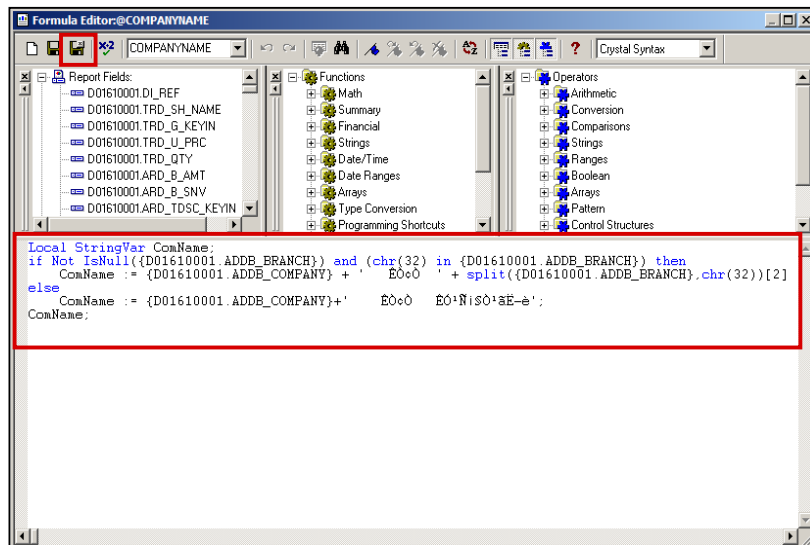 Formula Editor:@COMPANYNAME
COMPANYNAME
Crystal Syntax
Report Fields:
D01610001.DI_REF
D01610001.TRD_SH_NAME
D01610001.TRD_G_KEYIN
D01610001.TRD_U_PRC
D01610001.TRD_QTY
D01610001.ARD_B_AMT
D01610001.ARD_B_SNV
D01610001.ARD_TDSC_KEYIN
Functions
Math
Summary
Financial
Strings
Date/Time
Date Ranges
Arrays
Type Conversion
Programming Shortcuts
Operators
Arithmetic
Conversion
Comparisons
Strings
Ranges
Boolean
Arrays
Pattern
Control Structures
Local StringVar ComName;
if Not IsNull({D01610001.ADDB_BRANCH}) and (chr(32) in {D01610001.ADDB_BRANCH}) then
ComName := {D01610001.ADDB_COMPANY} + '    ÊÒ¢Ò  ' + split({D01610001.ADDB_BRANCH},chr(32))[2]
else
ComName := {D01610001.ADDB_COMPANY}+'    ÊÒ¢Ò  
ComName;